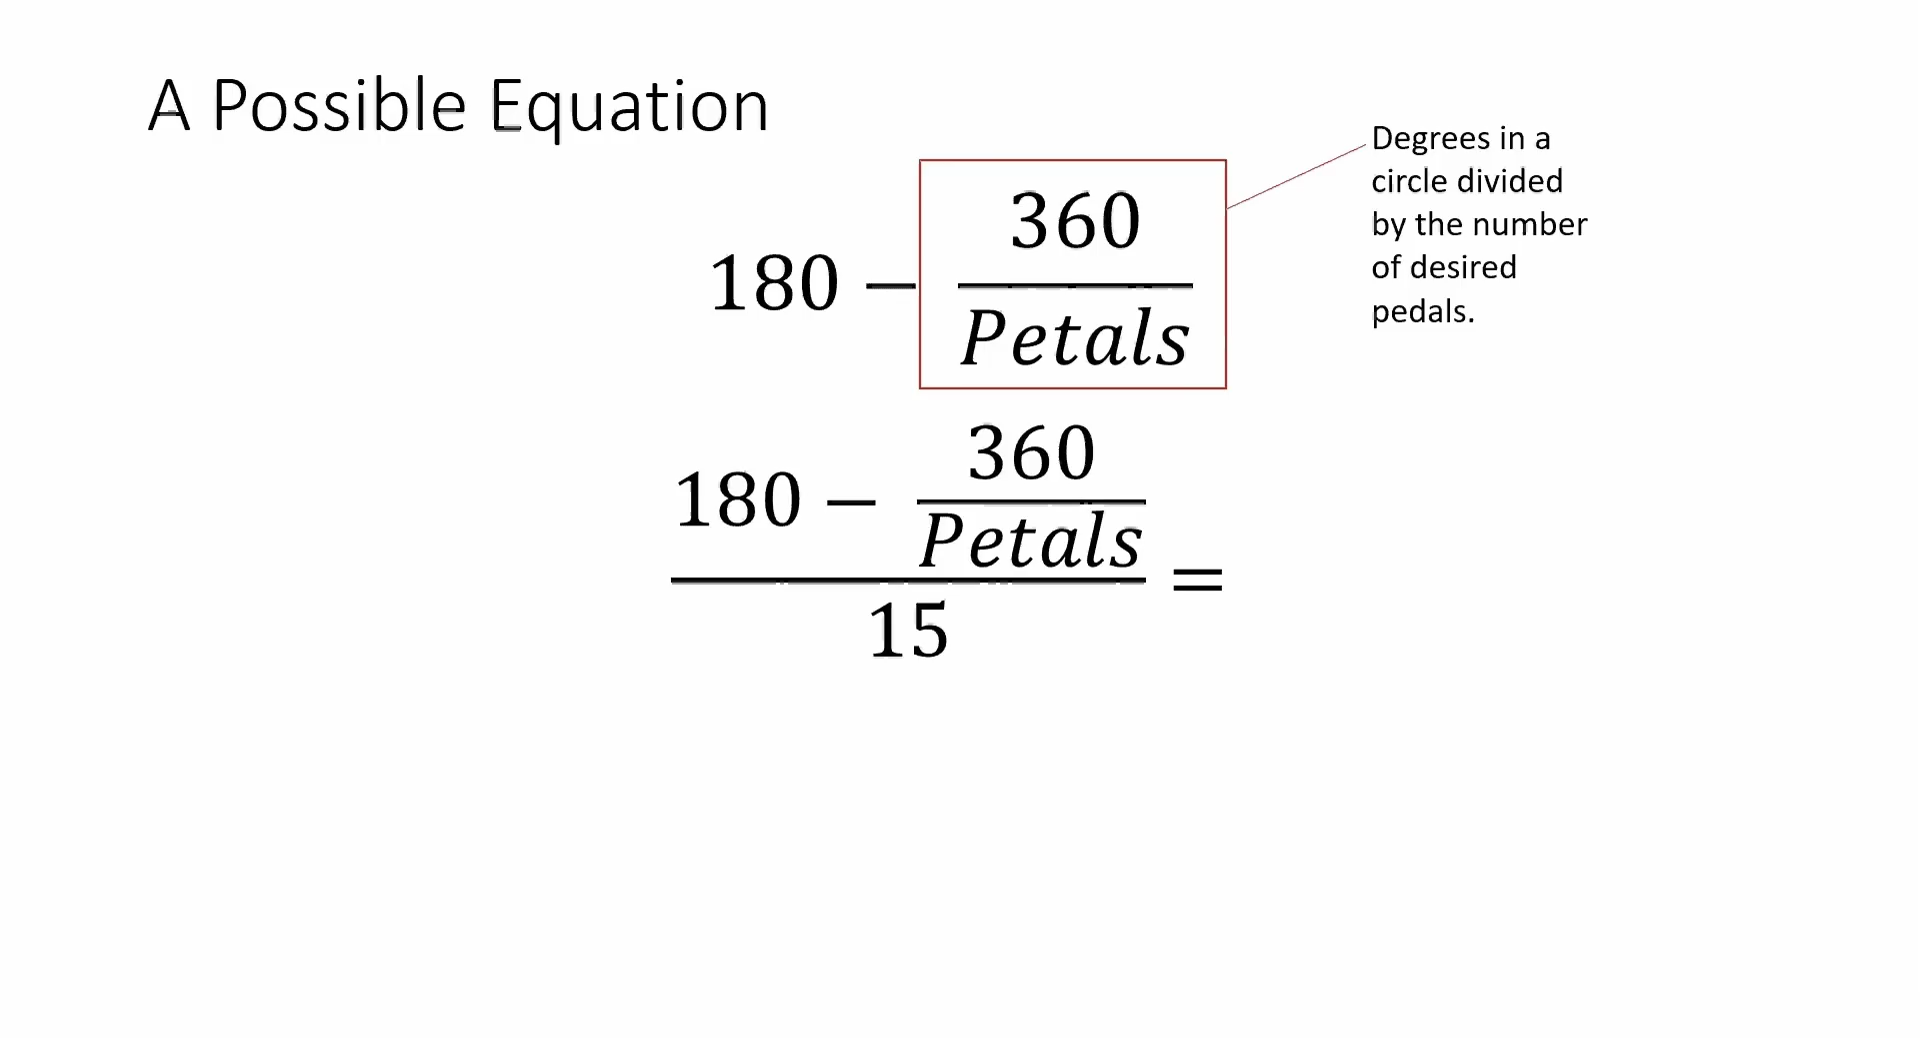 A Possible Equation
Degrees in a
circle divided
by the number
of desired
pedals.
360
180 −
Petals
360
180 −
Petals
=
15